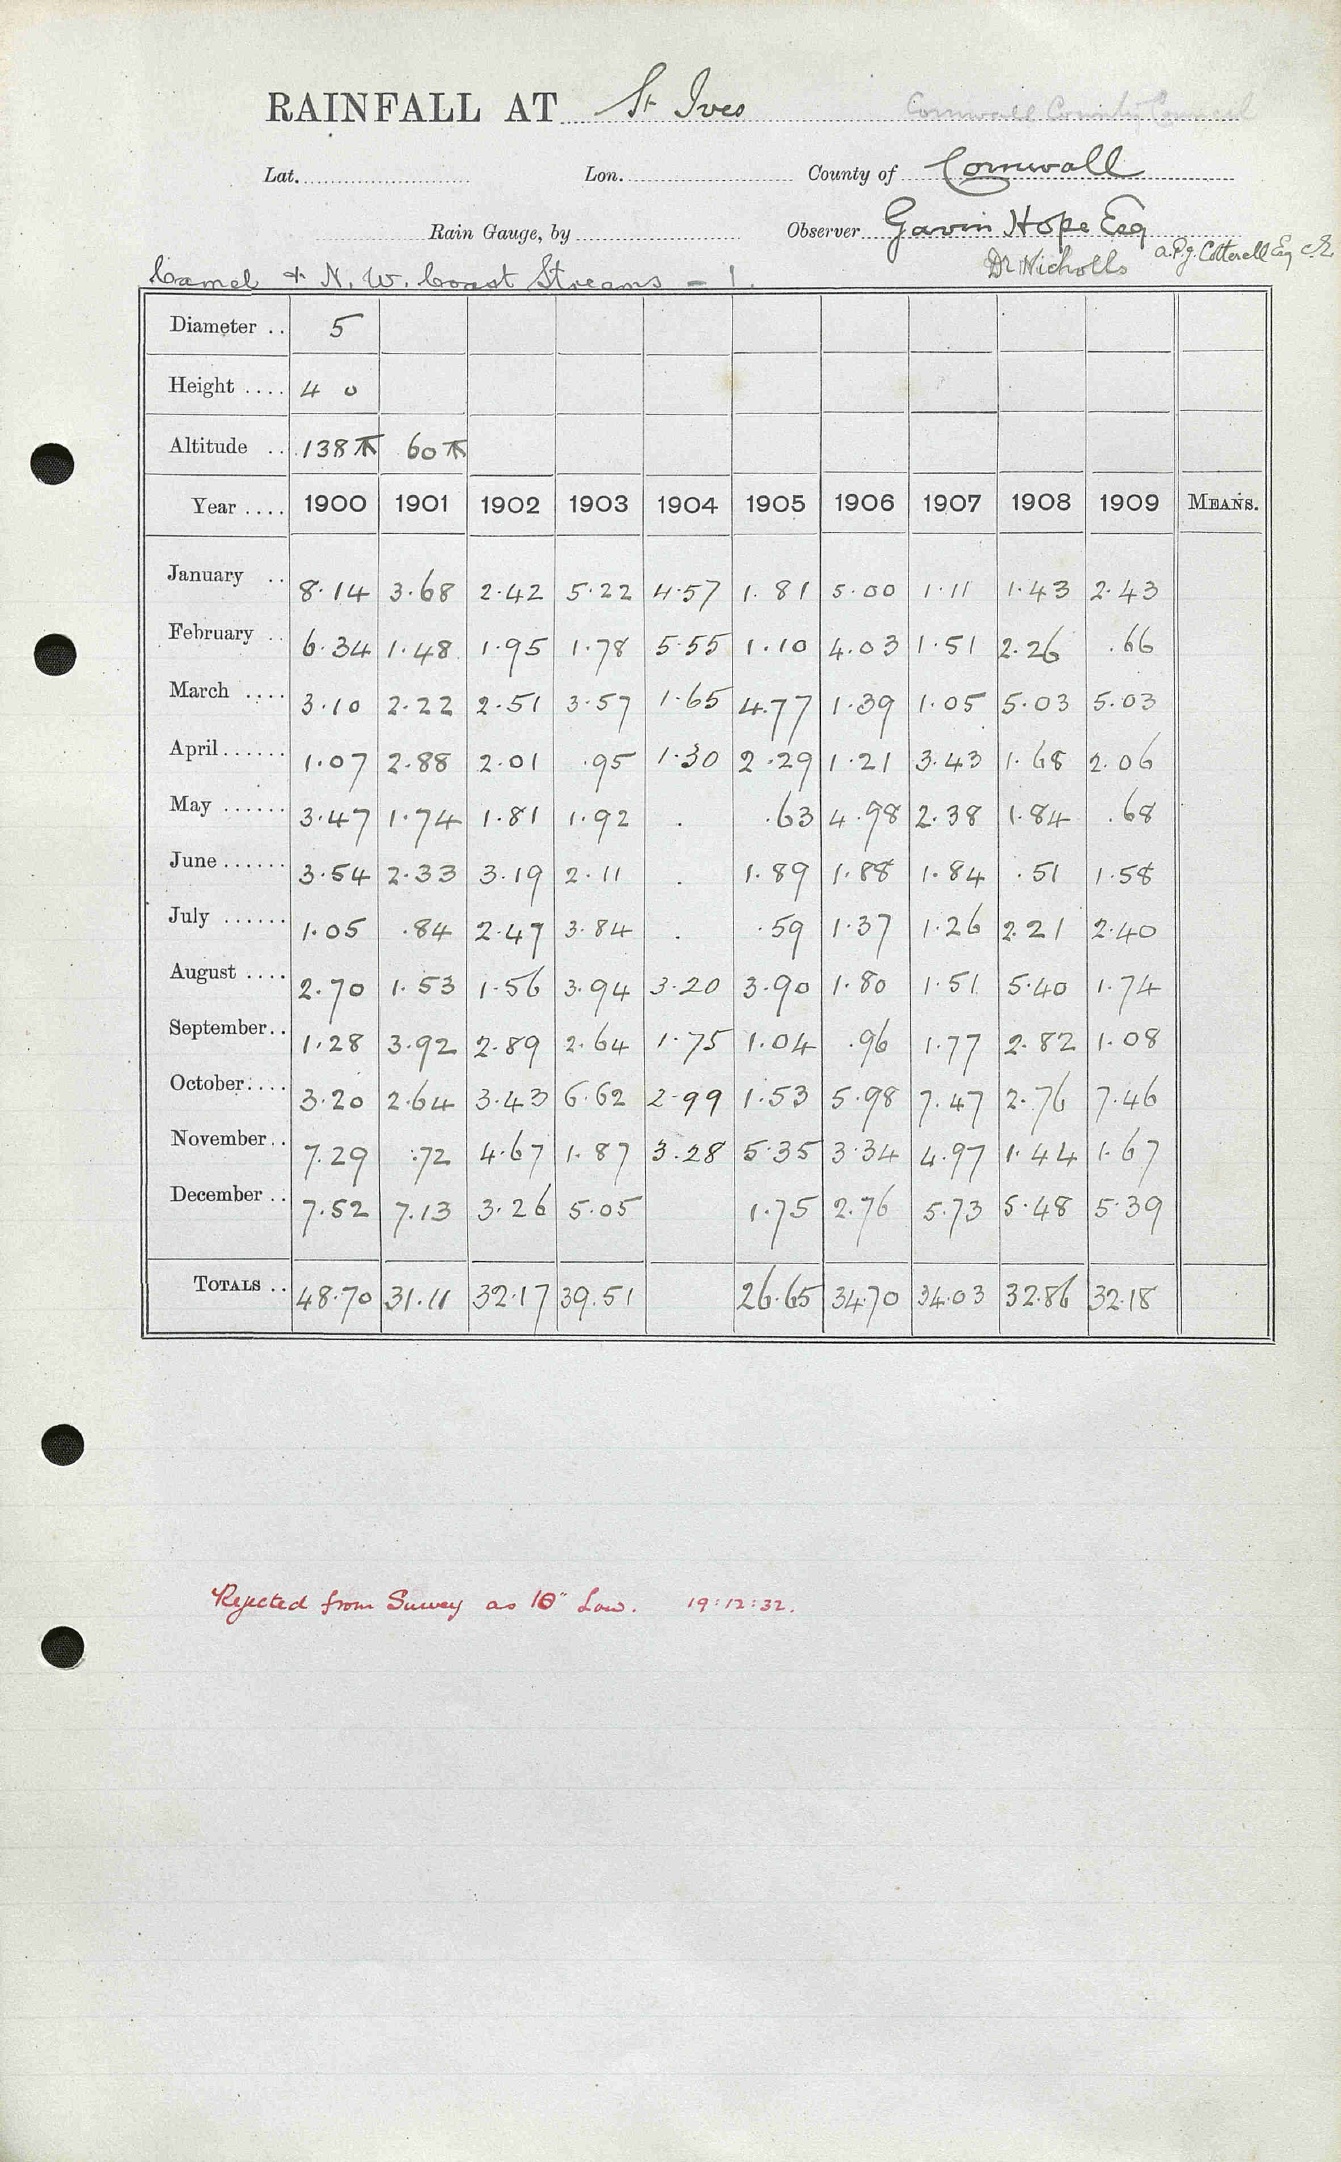 RAINFALL AT St Ives Cornwall County Council
Lat. Lon. County of Cornwall
Rain Gauge, by Observer Gavin Hope Esq
Dr Nicholls A.P.J. Cotterell Esq C.E.
Camel & N. W. Coast Streams - 1.
Diameter .. 5
Height .... 4 0
Altitude .. 138 ft 60 ft
Year .... 1900 1901 1902 1903 1904 1905 1906 1907 1908 1909 MEANS.
January .. 8.14 3.68 2.42 5.22 4.57 1.81 5.00 1.11 1.43 2.43
February .. 6.34 1.48 1.95 1.78 5.55 1.10 4.03 1.51 2.26 .66
March .... 3.10 2.22 2.51 3.57 1.65 4.77 1.39 1.05 5.03 5.03
April ...... 1.07 2.88 2.01 .95 1.30 2.29 1.21 3.43 1.68 2.06
May ...... 3.47 1.74 1.81 1.92 . .63 4.98 2.38 1.84 .68
June ...... 3.54 2.33 3.19 2.11 . 1.89 1.88 1.84 .51 1.58
July ...... 1.05 .84 2.47 3.84 . .59 1.37 1.26 2.21 2.40
August .... 2.70 1.53 1.56 3.94 3.20 3.90 1.80 1.51 5.40 1.74
September .. 1.28 3.92 2.89 2.64 1.75 1.04 .96 1.77 2.82 1.08
October .... 3.20 2.64 3.43 6.62 2.99 1.53 5.98 7.47 2.76 7.46
November .. 7.29 .72 4.67 1.87 3.28 5.35 3.34 4.97 1.44 1.67
December .. 7.52 7.13 3.26 5.05 1.75 2.76 5.73 5.48 5.39
TOTALS .. 48.70 31.11 32.17 39.51 26.65 34.70 34.03 32.86 32.18
Rejected from Survey as 10" Low. 19:12:32.